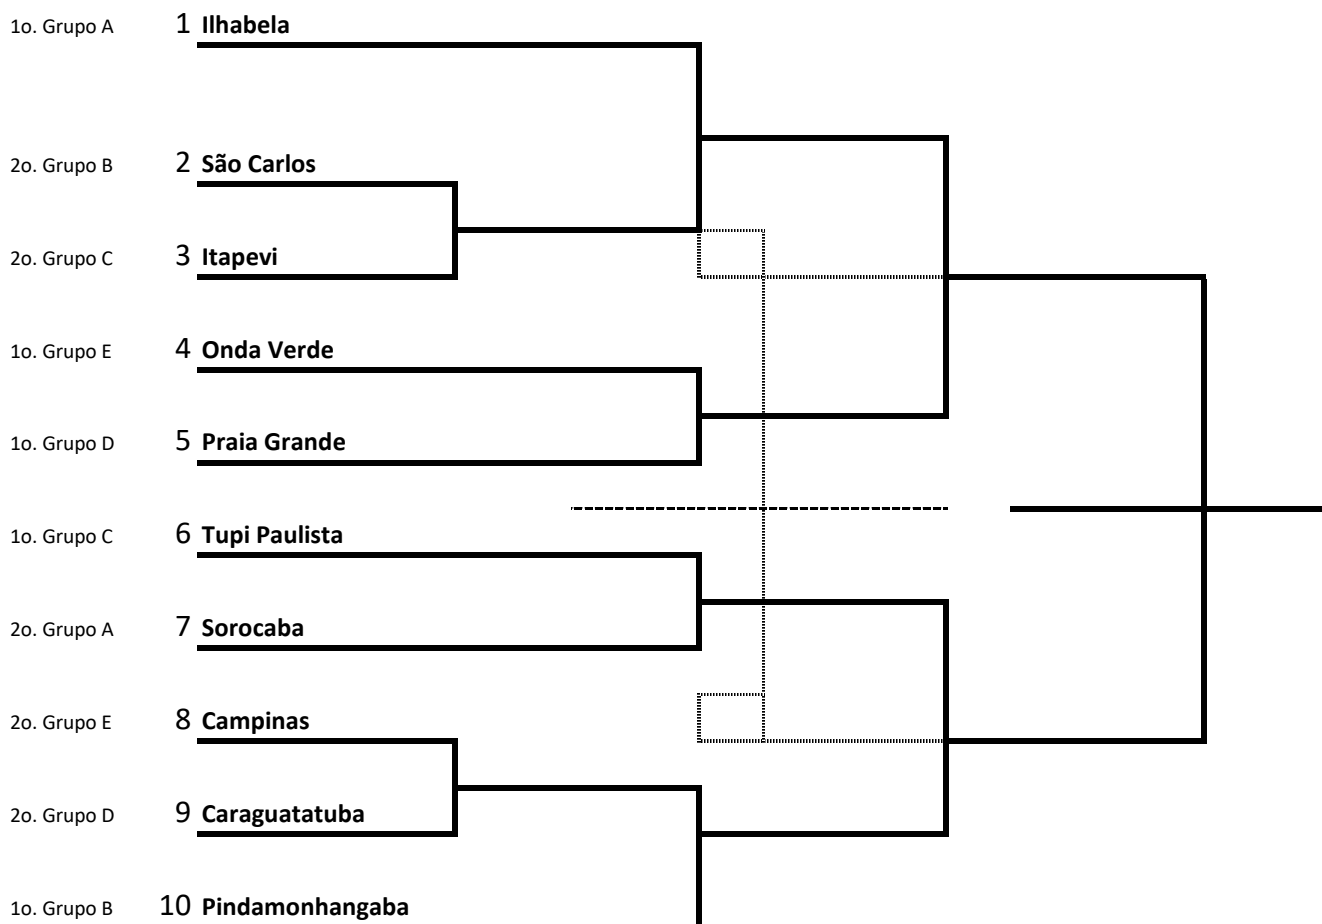 1o. Grupo A 1 Ilhabela
2o. Grupo B 2 São Carlos
2o. Grupo C 3 Itapevi
1o. Grupo E 4 Onda Verde
1o. Grupo D 5 Praia Grande
1o. Grupo C 6 Tupi Paulista
2o. Grupo A 7 Sorocaba
2o. Grupo E 8 Campinas
2o. Grupo D 9 Caraguatatuba
1o. Grupo B 10 Pindamonhangaba